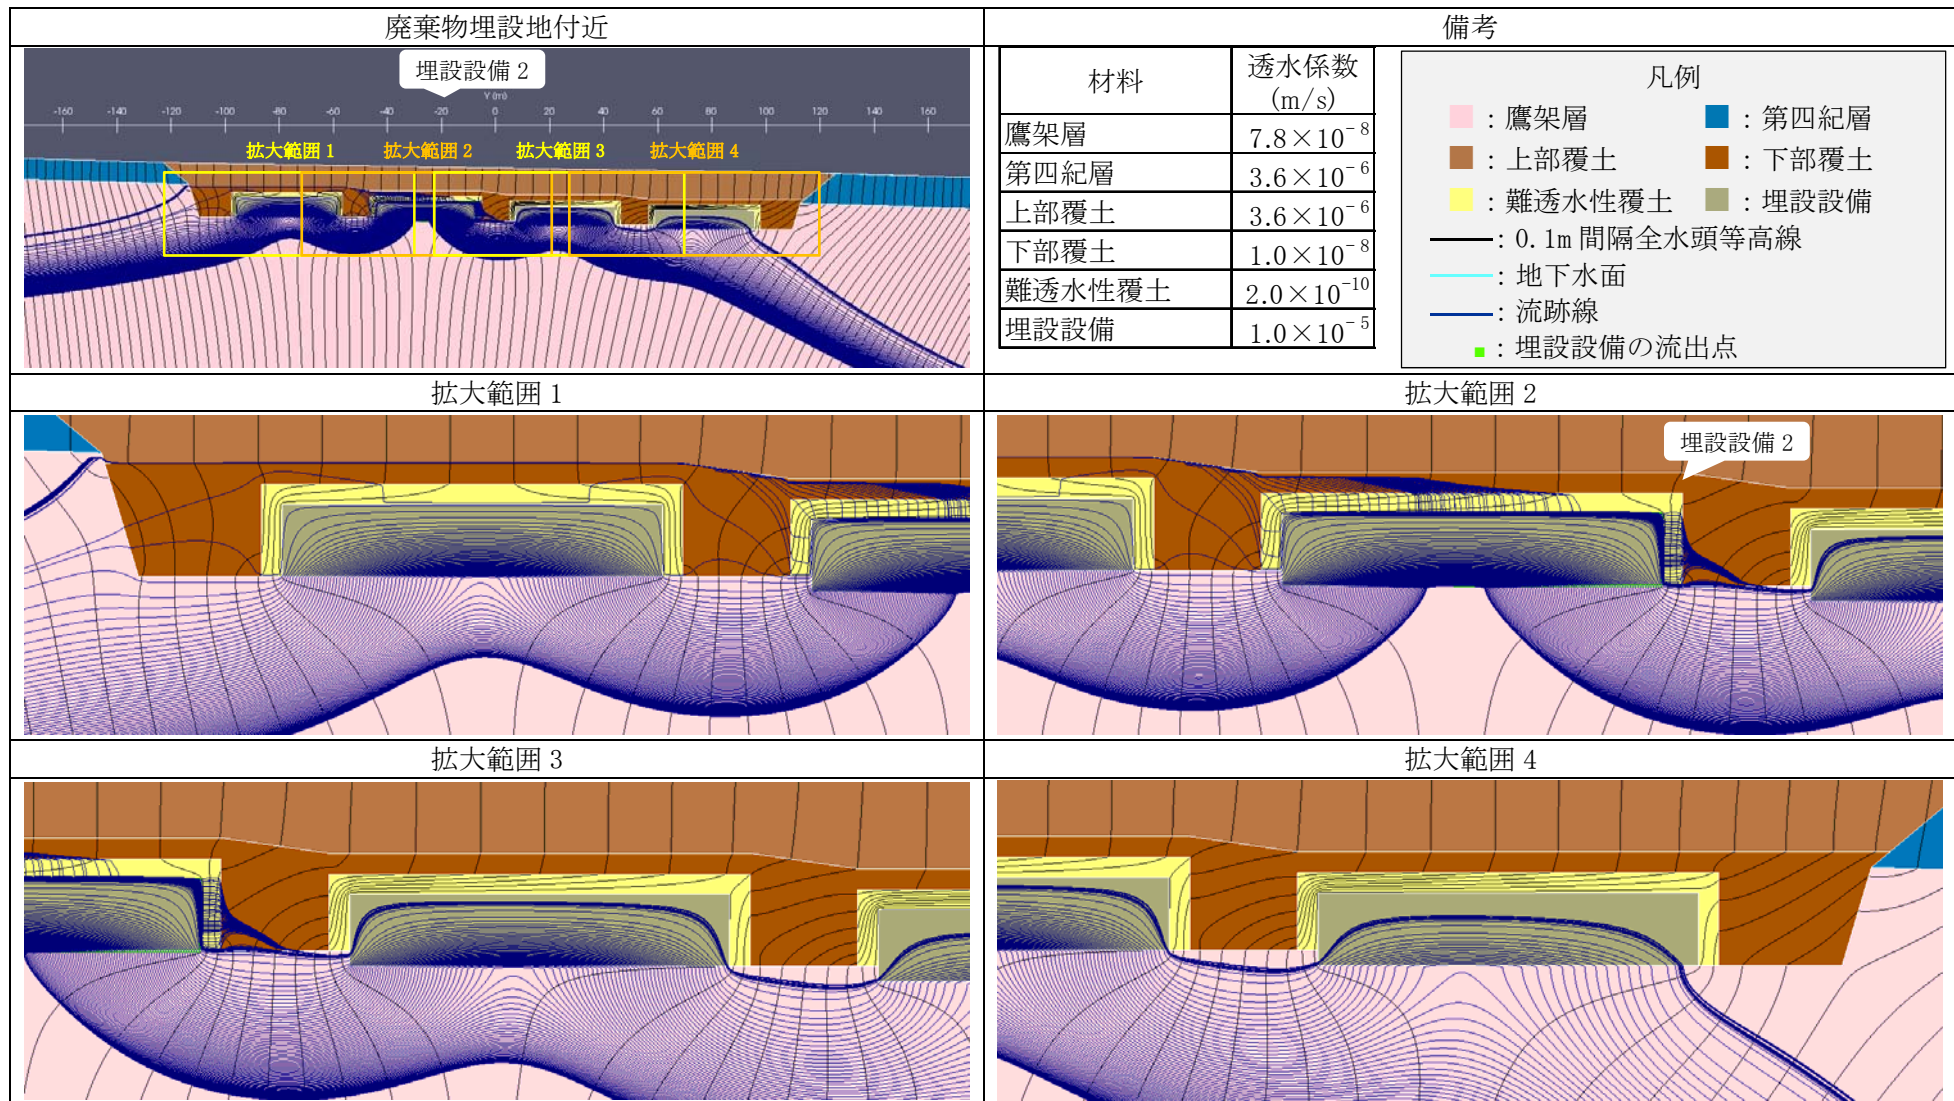 廃棄物埋設地付近
備考
埋設設備 2
Y (m)
-160 -140 -120 -100 -80 -60 -40 -20 0 20 40 60 80 100 120 140 160
拡大範囲 1 拡大範囲 2 拡大範囲 3 拡大範囲 4
材料 透水係数 (m/s)
鷹架層 7.8×10⁻⁸
第四紀層 3.6×10⁻⁶
上部覆土 3.6×10⁻⁶
下部覆土 1.0×10⁻⁸
難透水性覆土 2.0×10⁻¹⁰
埋設設備 1.0×10⁻⁵
凡例
：鷹架層 ：第四紀層
：上部覆土 ：下部覆土
：難透水性覆土 ：埋設設備
：0.1m 間隔全水頭等高線
：地下水面
：流跡線
：埋設設備の流出点
拡大範囲 1
拡大範囲 2
埋設設備 2
拡大範囲 3
拡大範囲 4